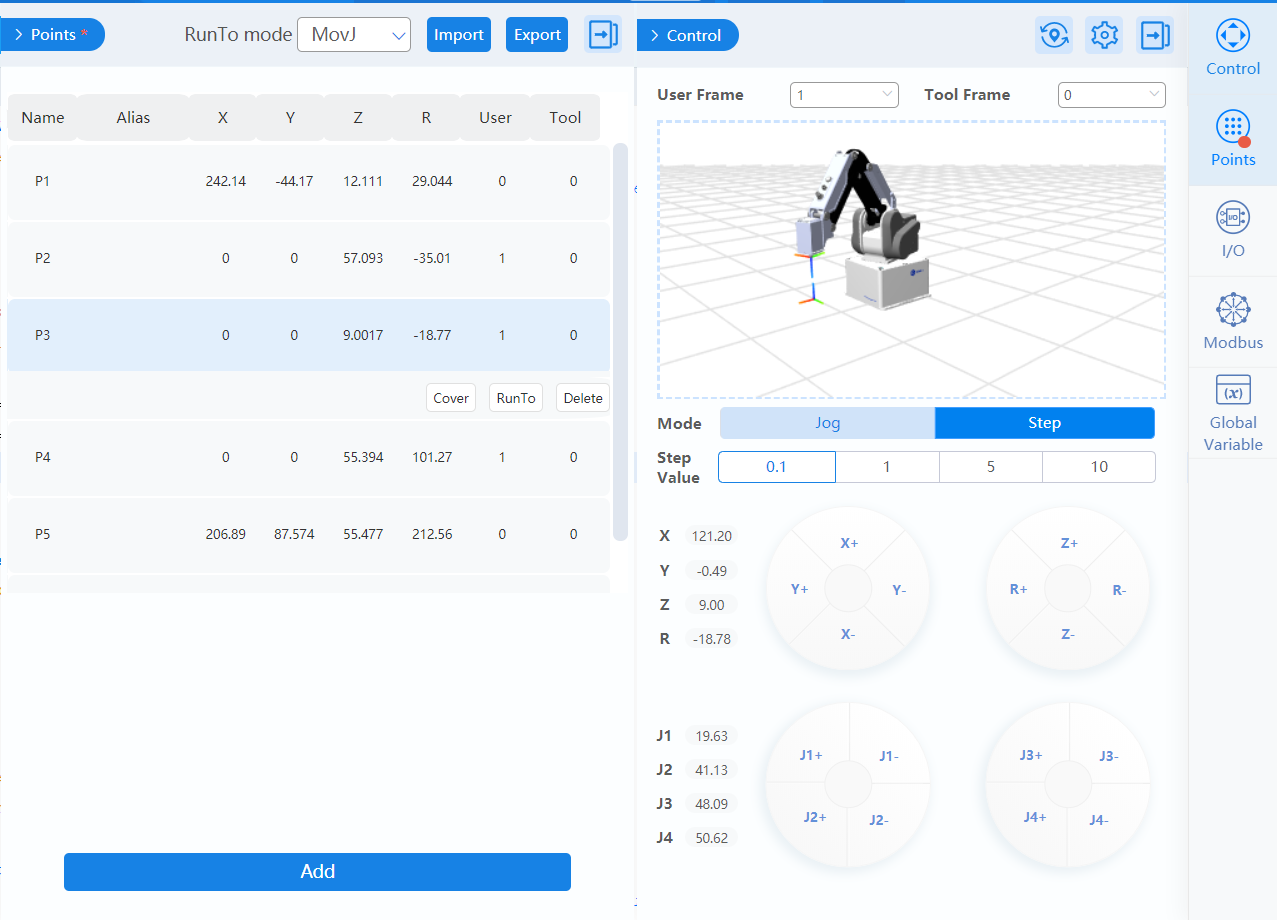 Points *
RunTo mode
MovJ
Import
Export
Name Alias X Y Z R User Tool
P1 242.14 -44.17 12.111 29.044 0 0
P2 0 0 57.093 -35.01 1 0
P3 0 0 9.0017 -18.77 1 0
Cover RunTo Delete
P4 0 0 55.394 101.27 1 0
P5 206.89 87.574 55.477 212.56 0 0
Add
Control
User Frame 1 Tool Frame 0
Mode Jog Step
Step
Value
0.1 1 5 10
X 121.20
Y -0.49
Z 9.00
R -18.78
X+
Y+ Y-
X-
Z+
R+ R-
Z-
J1 19.63
J2 41.13
J3 48.09
J4 50.62
J1+ J1-
J2+ J2-
J3+ J3-
J4+ J4-
Control
Points
I/O
I/O
Modbus
(x)
Global
Variable